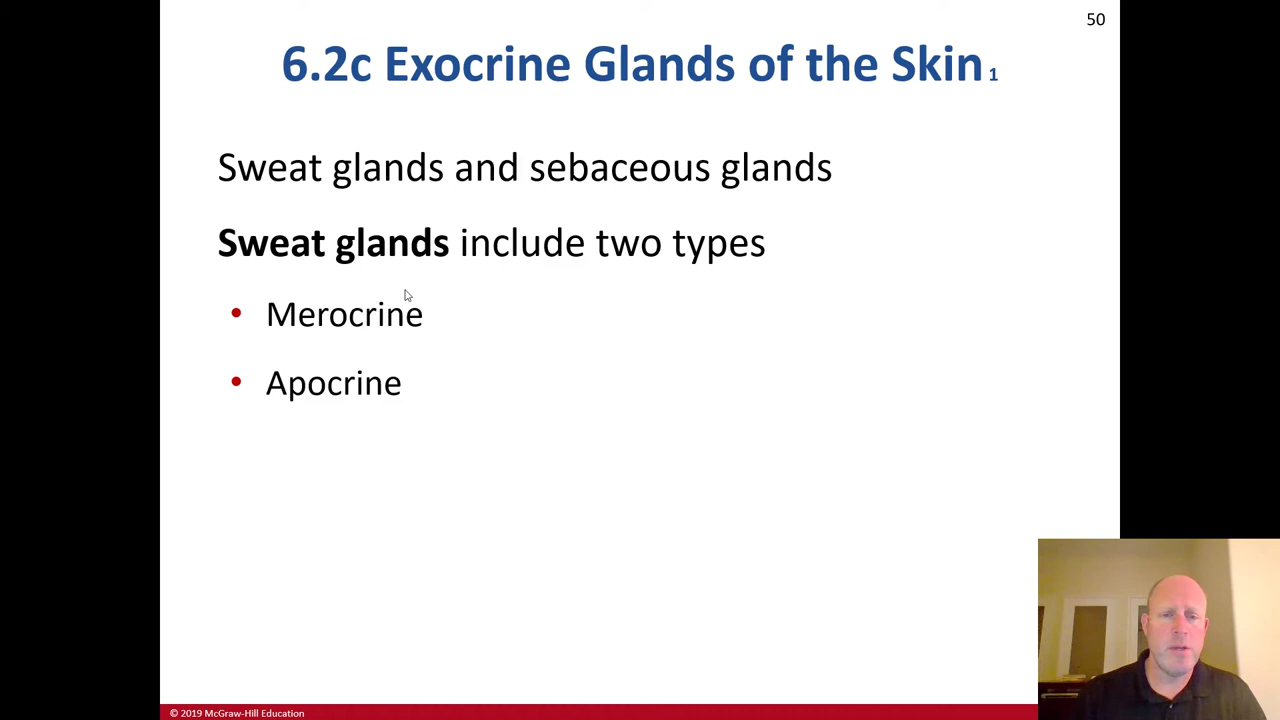 50
6.2c Exocrine Glands of the Skin 1
Sweat glands and sebaceous glands
Sweat glands include two types
• Merocrine
• Apocrine
© 2019 McGraw-Hill Education